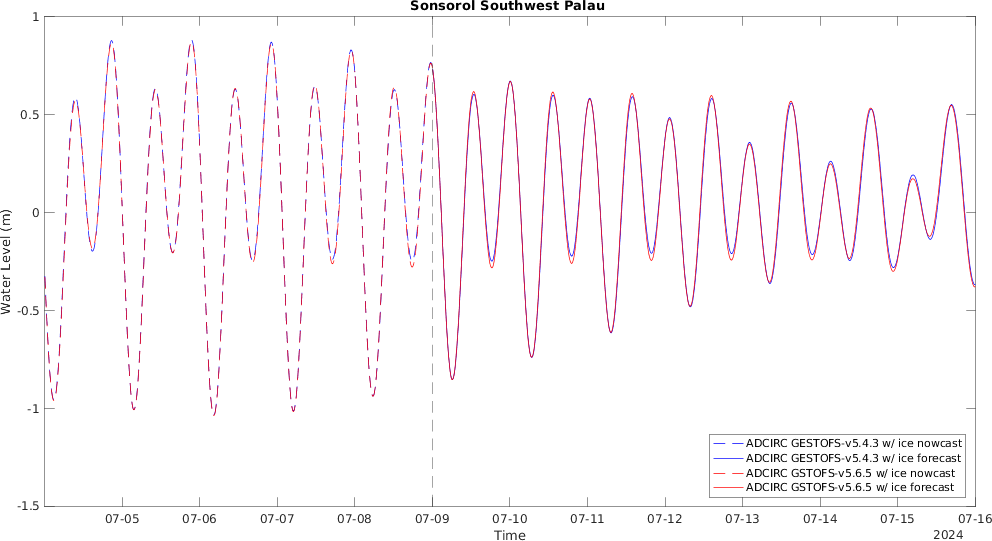 Sonsorol Southwest Palau
1
0.5
0
-0.5
-1
-1.5
Water Level (m)
ADCIRC GESTOFS-v5.4.3 w/ ice nowcast
ADCIRC GESTOFS-v5.4.3 w/ ice forecast
ADCIRC GSTOFS-v5.6.5 w/ ice nowcast
ADCIRC GSTOFS-v5.6.5 w/ ice forecast
07-05 07-06 07-07 07-08 07-09 07-10 07-11 07-12 07-13 07-14 07-15 07-16
Time
2024